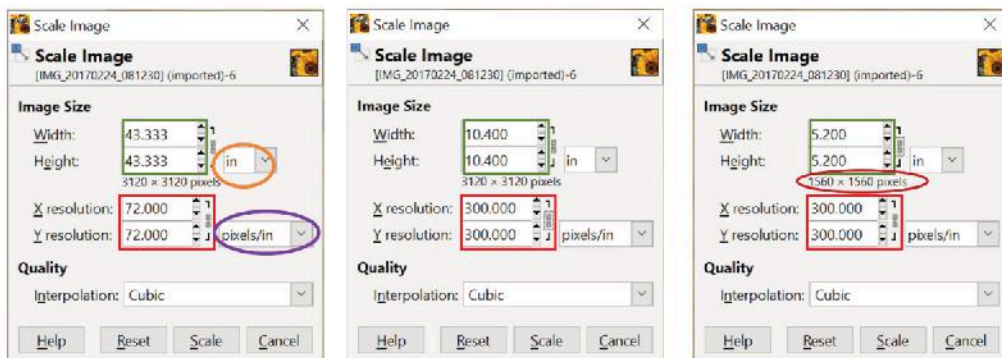 Scale Image
Scale Image
[IMG_20170224_081230] (imported)-6
Image Size
Width: 43.333
Height: 43.333 in
3120 × 3120 pixels
X resolution: 72.000
Y resolution: 72.000 pixels/in
Quality
Interpolation: Cubic
Help Reset Scale Cancel
Scale Image
Scale Image
[IMG_20170224_081230] (imported)-6
Image Size
Width: 10.400
Height: 10.400 in
3120 × 3120 pixels
X resolution: 300.000
Y resolution: 300.000 pixels/in
Quality
Interpolation: Cubic
Help Reset Scale Cancel
Scale Image
Scale Image
[IMG_20170224_081230] (imported)-6
Image Size
Width: 5.200
Height: 5.200 in
1560 × 1560 pixels
X resolution: 300.000
Y resolution: 300.000 pixels/in
Quality
Interpolation: Cubic
Help Reset Scale Cancel